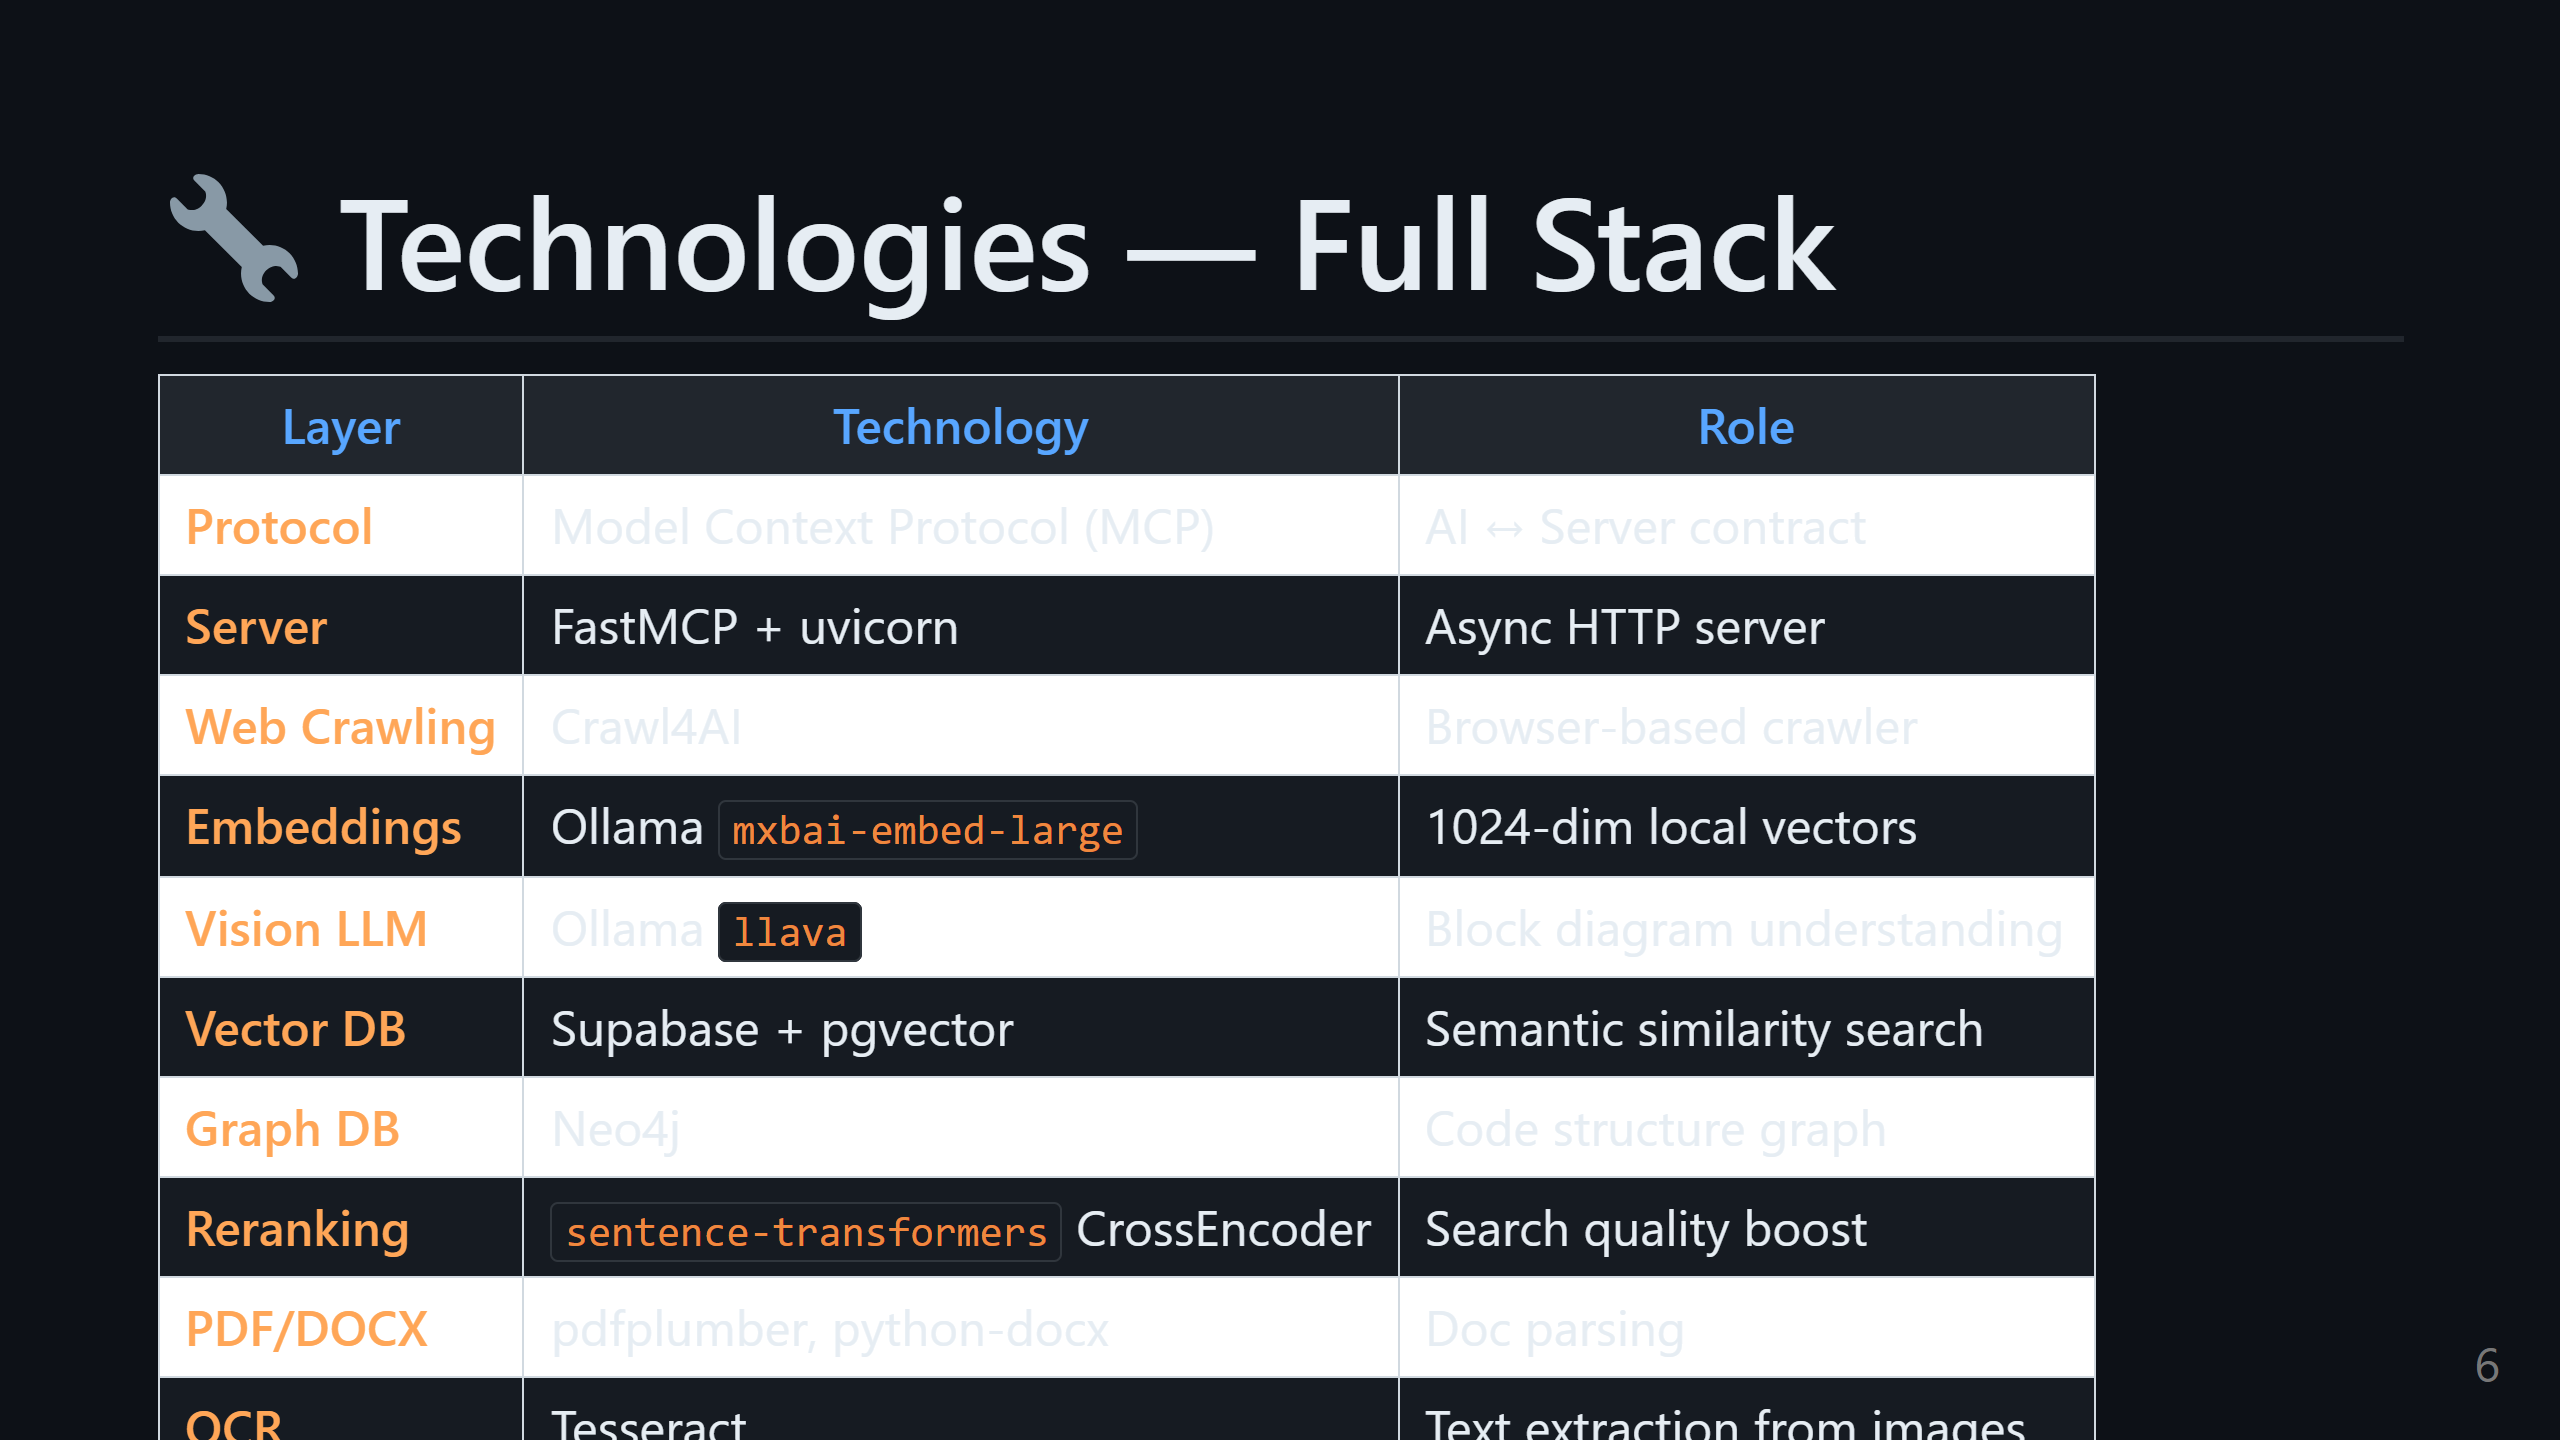 🔧 Technologies — Full Stack
Layer Technology Role
Protocol Model Context Protocol (MCP) AI ↔ Server contract
Server FastMCP + uvicorn Async HTTP server
Web Crawling Crawl4AI Browser-based crawler
Embeddings Ollama mxbai-embed-large 1024-dim local vectors
Vision LLM Ollama llava Block diagram understanding
Vector DB Supabase + pgvector Semantic similarity search
Graph DB Neo4j Code structure graph
Reranking sentence-transformers CrossEncoder Search quality boost
PDF/DOCX pdfplumber, python-docx Doc parsing
OCR Tesseract Text extraction from images
6